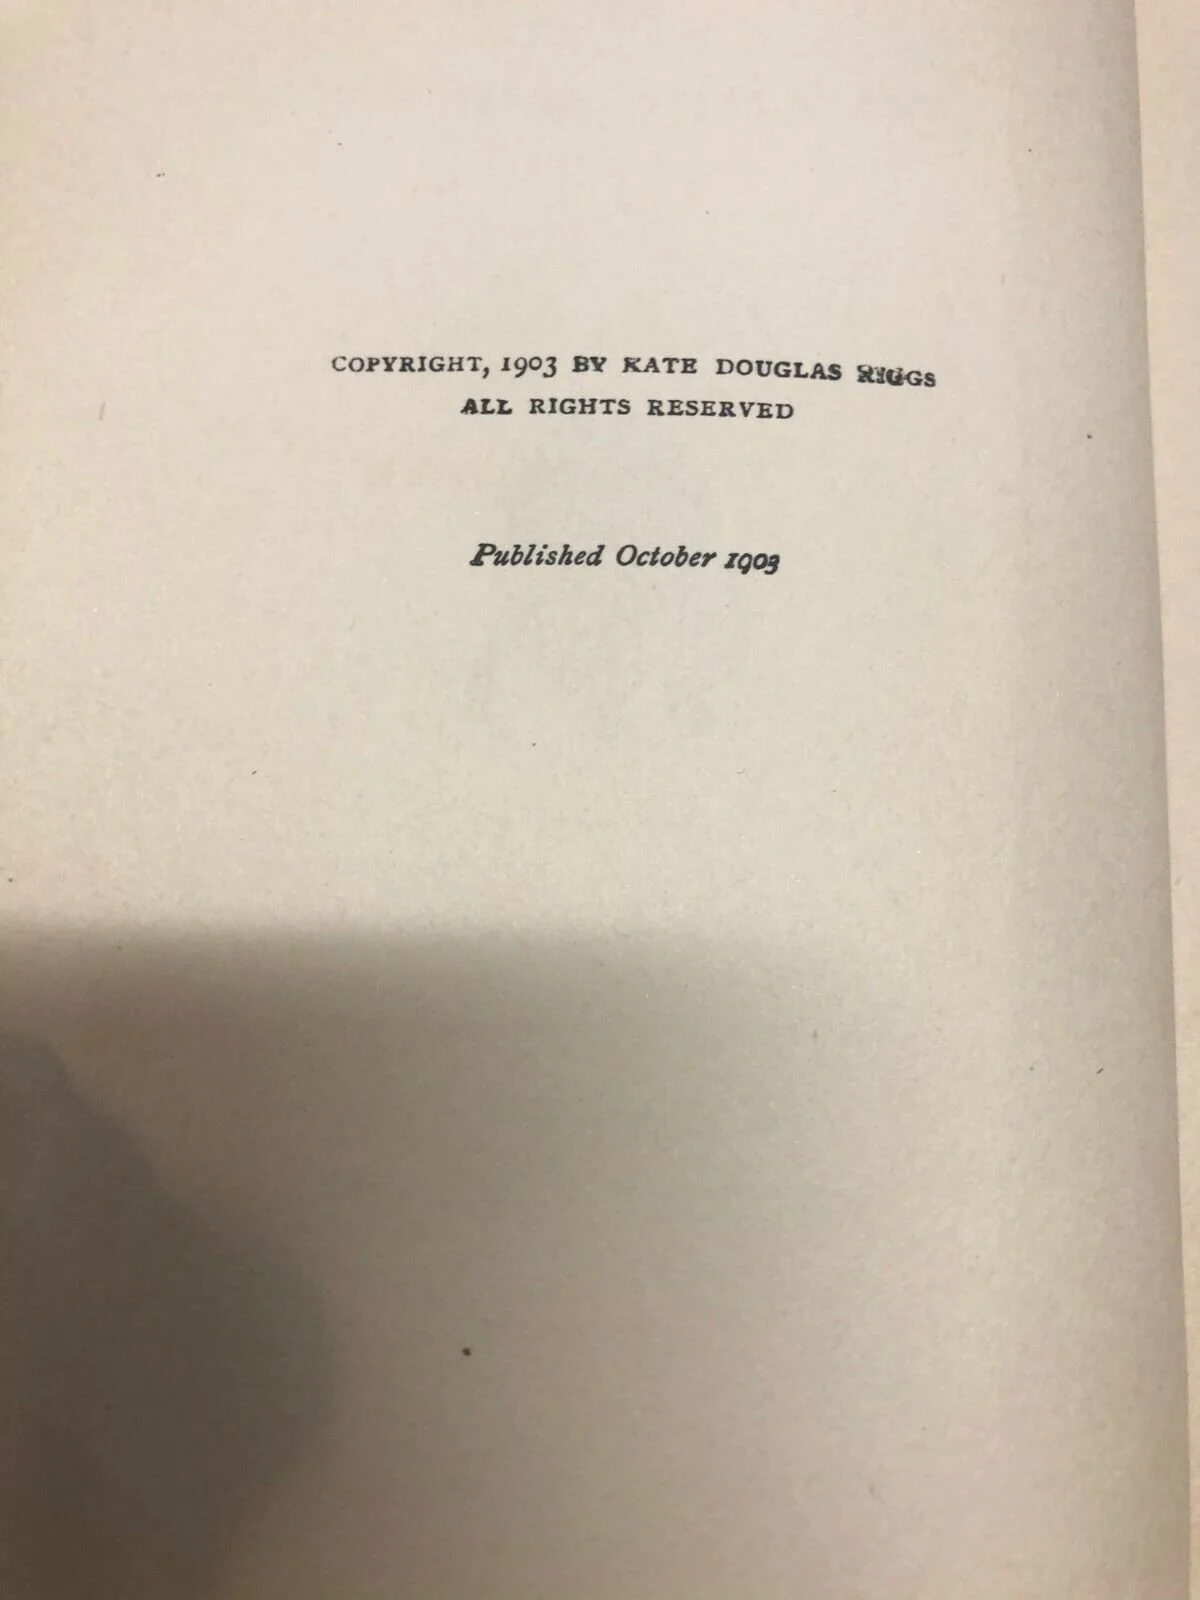 COPYRIGHT, 1903 BY KATE DOUGLAS RIGGS
ALL RIGHTS RESERVED
Published October 1903